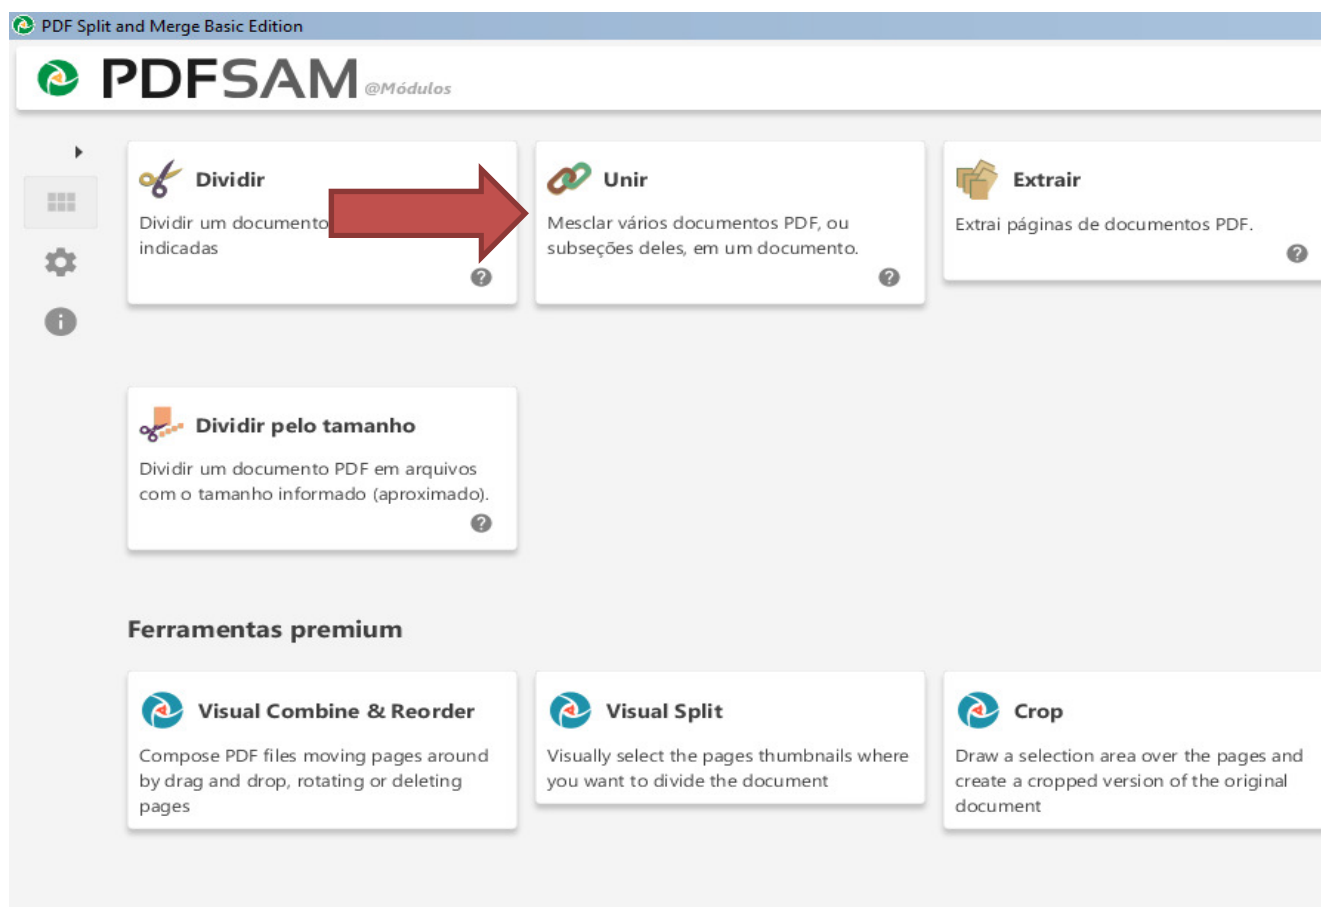 PDF Split and Merge Basic Edition
PDFSAM @Módulos
Dividir
Dividir um documento
indicadas
Unir
Mesclar vários documentos PDF, ou
subseções deles, em um documento.
Extrair
Extrai páginas de documentos PDF.
Dividir pelo tamanho
Dividir um documento PDF em arquivos
com o tamanho informado (aproximado).
Ferramentas premium
Visual Combine & Reorder
Compose PDF files moving pages around
by drag and drop, rotating or deleting
pages
Visual Split
Visually select the pages thumbnails where
you want to divide the document
Crop
Draw a selection area over the pages and
create a cropped version of the original
document